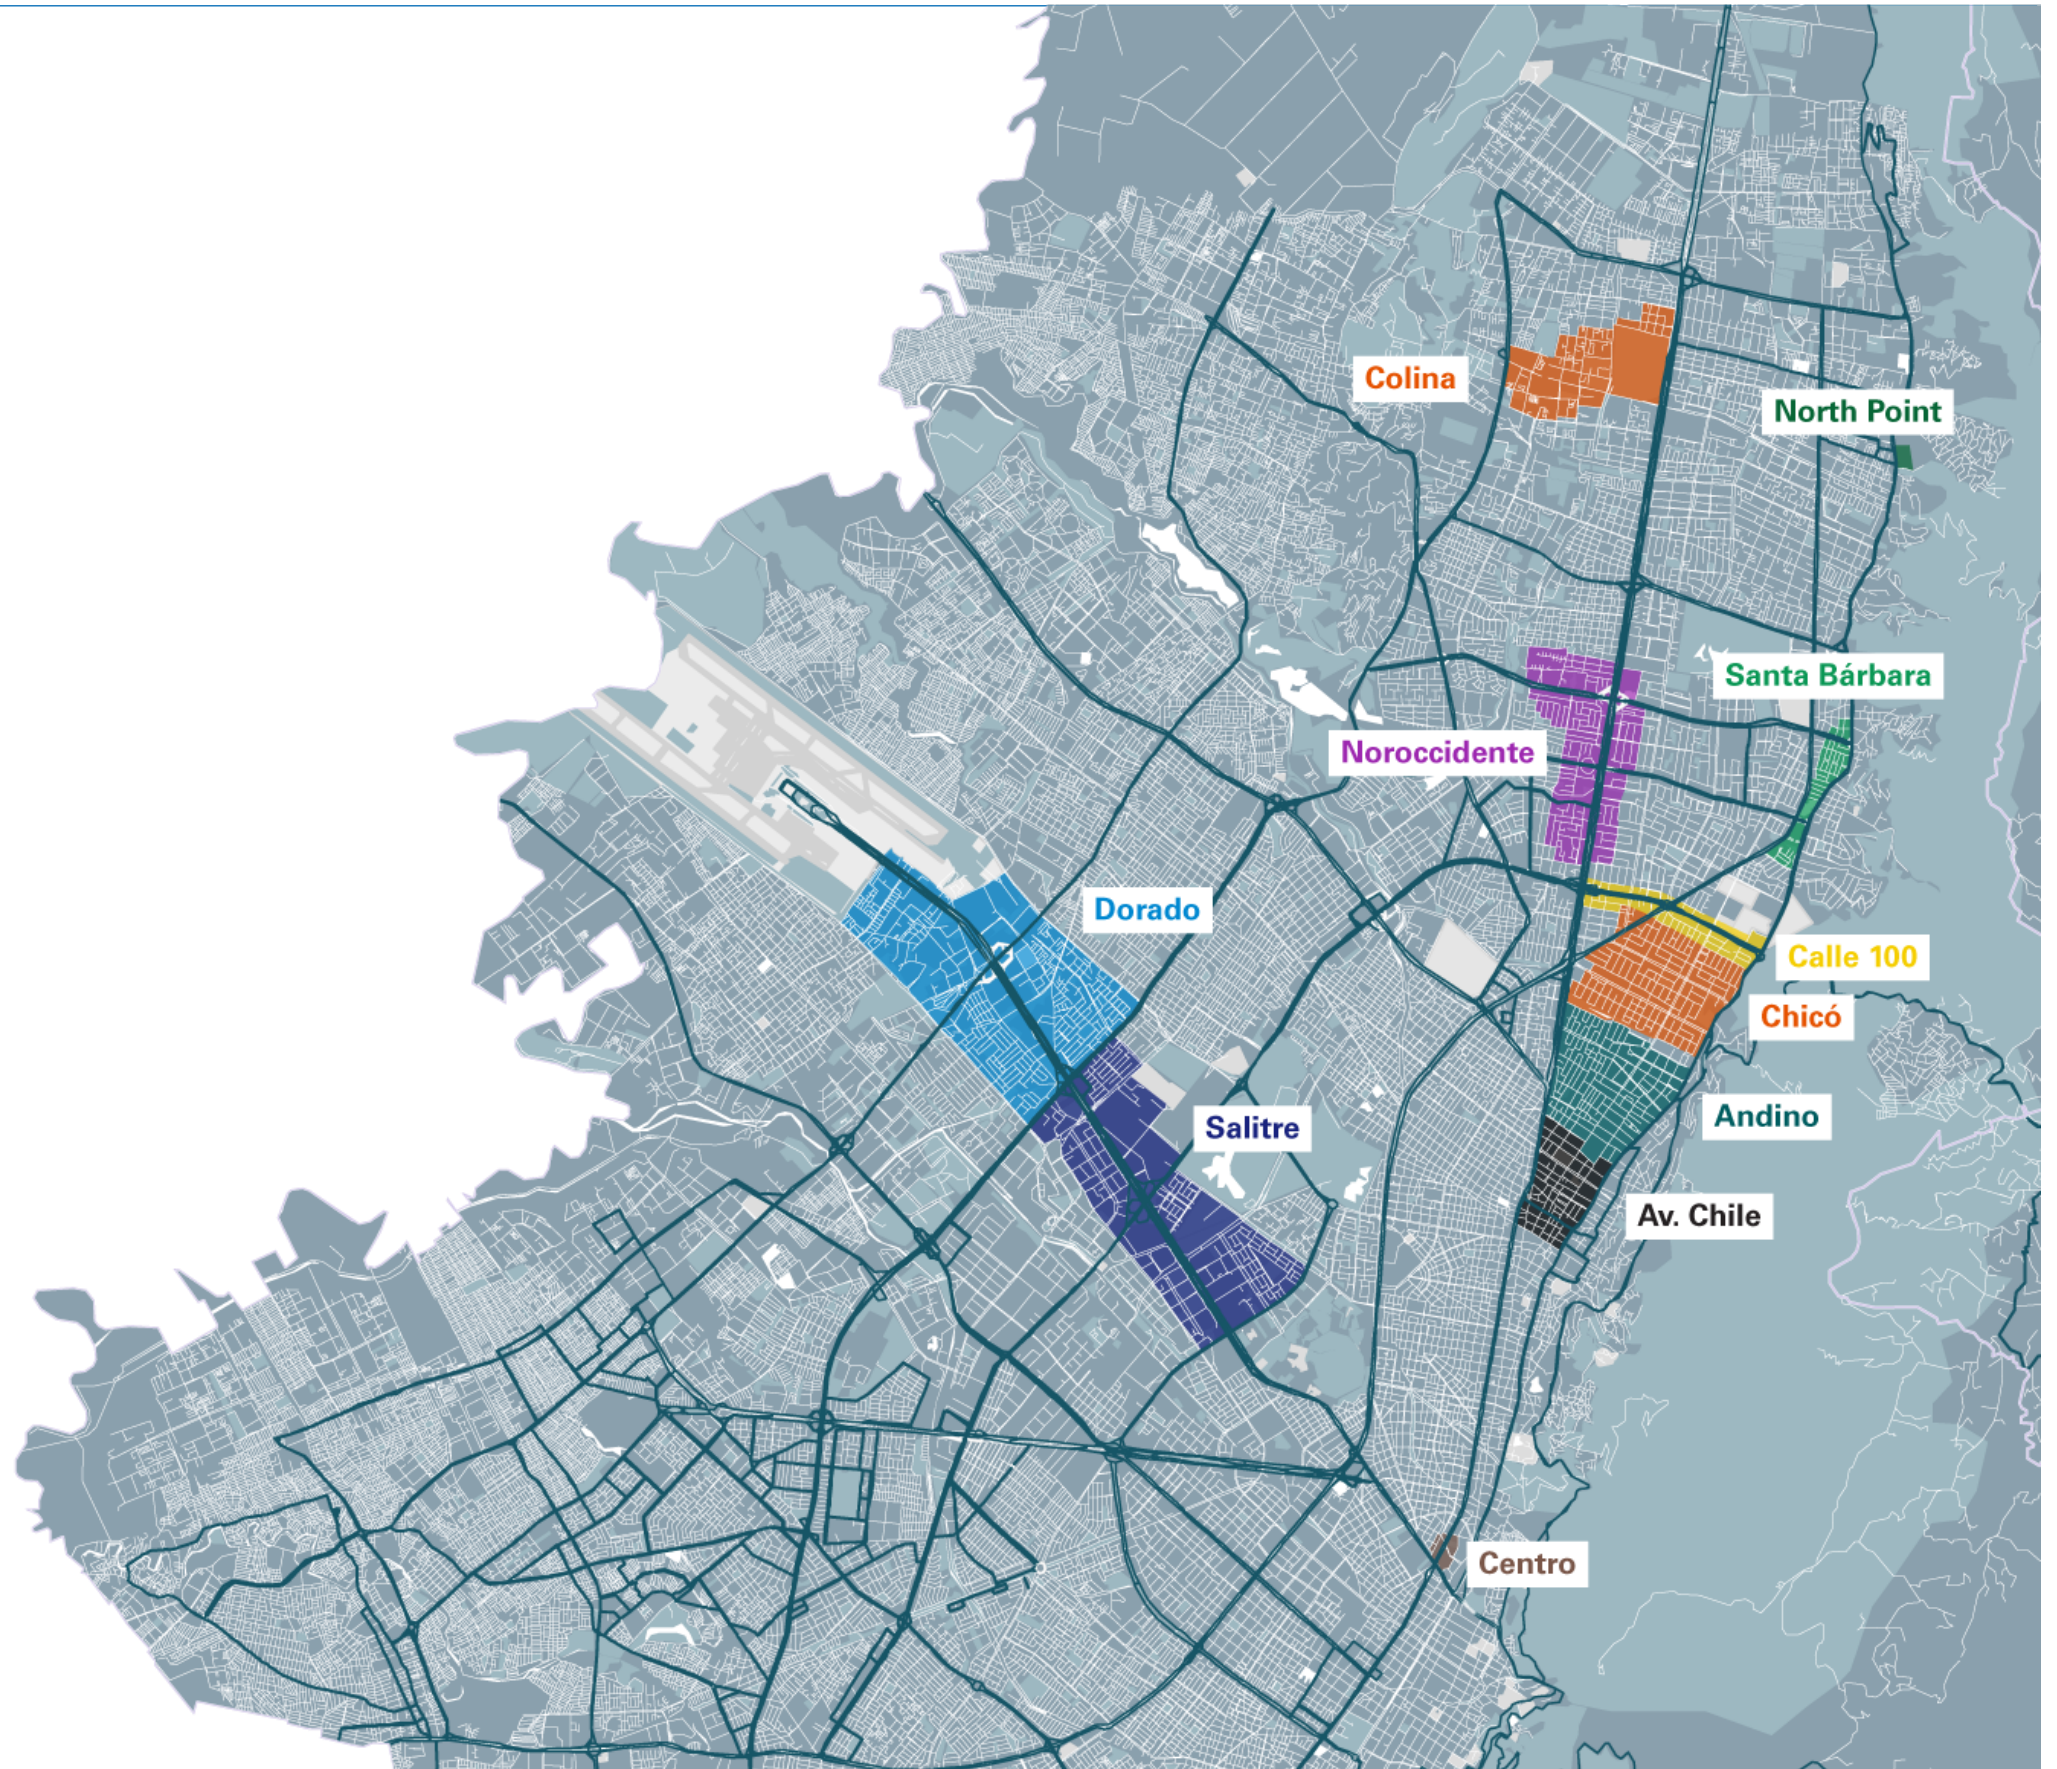 Colina
North Point
Santa Bárbara
Noroccidente
Dorado
Calle 100
Chicó
Andino
Salitre
Av. Chile
Centro